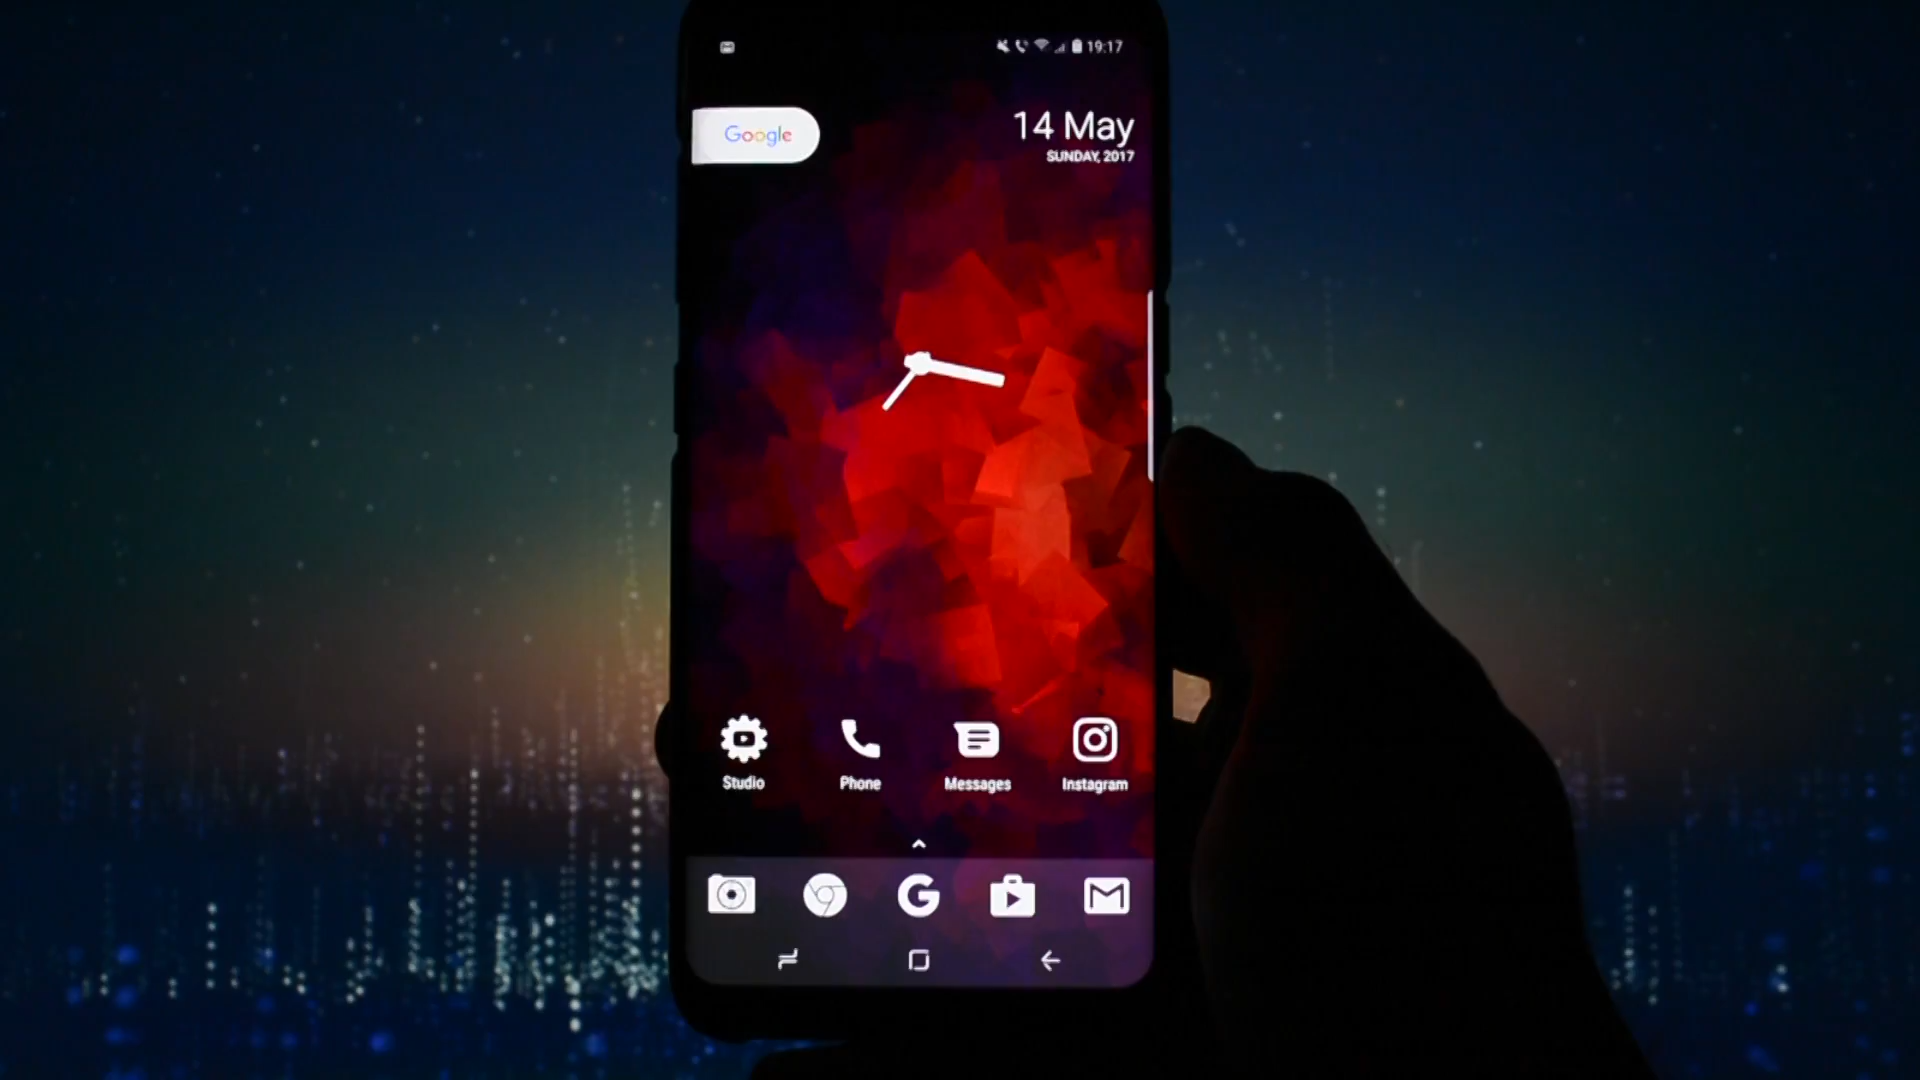 19:17
Google
14 May
SUNDAY, 2017
Studio
Phone
Messages
Instagram